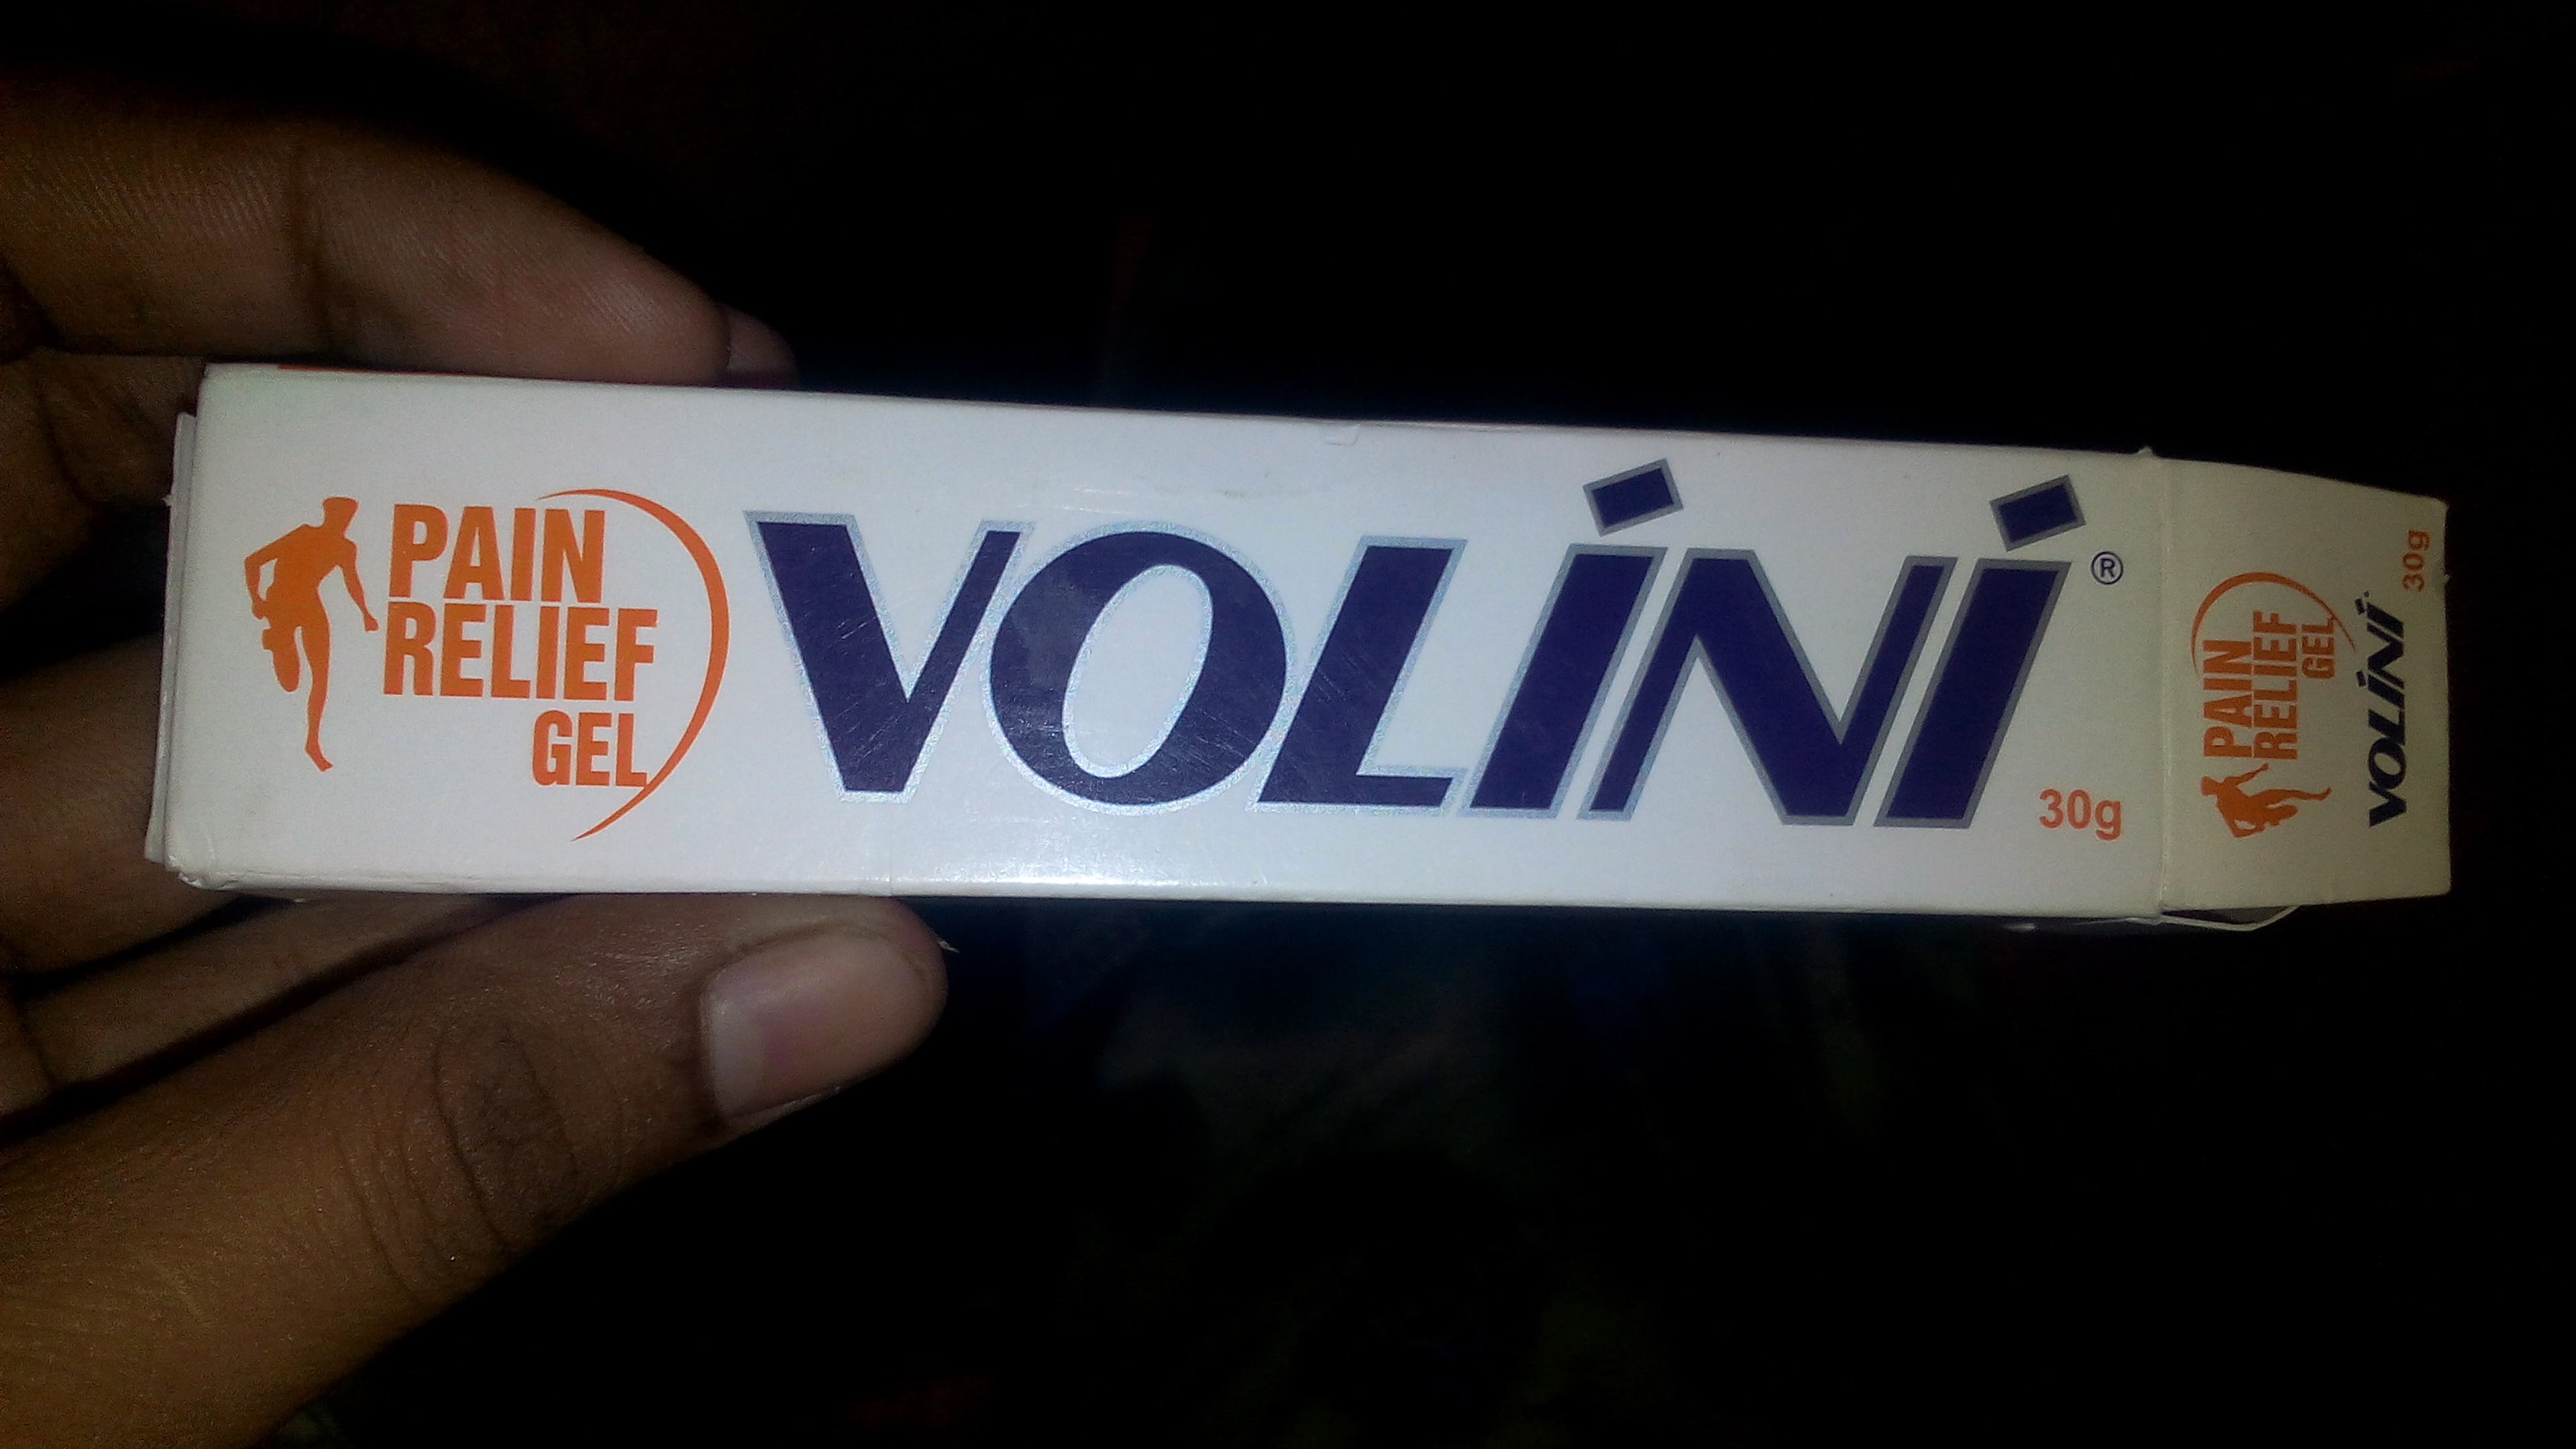 PAIN
RELIEF
GEL
VOLINI
®
30g
PAIN
RELIEF
GEL
VOLINI
30g